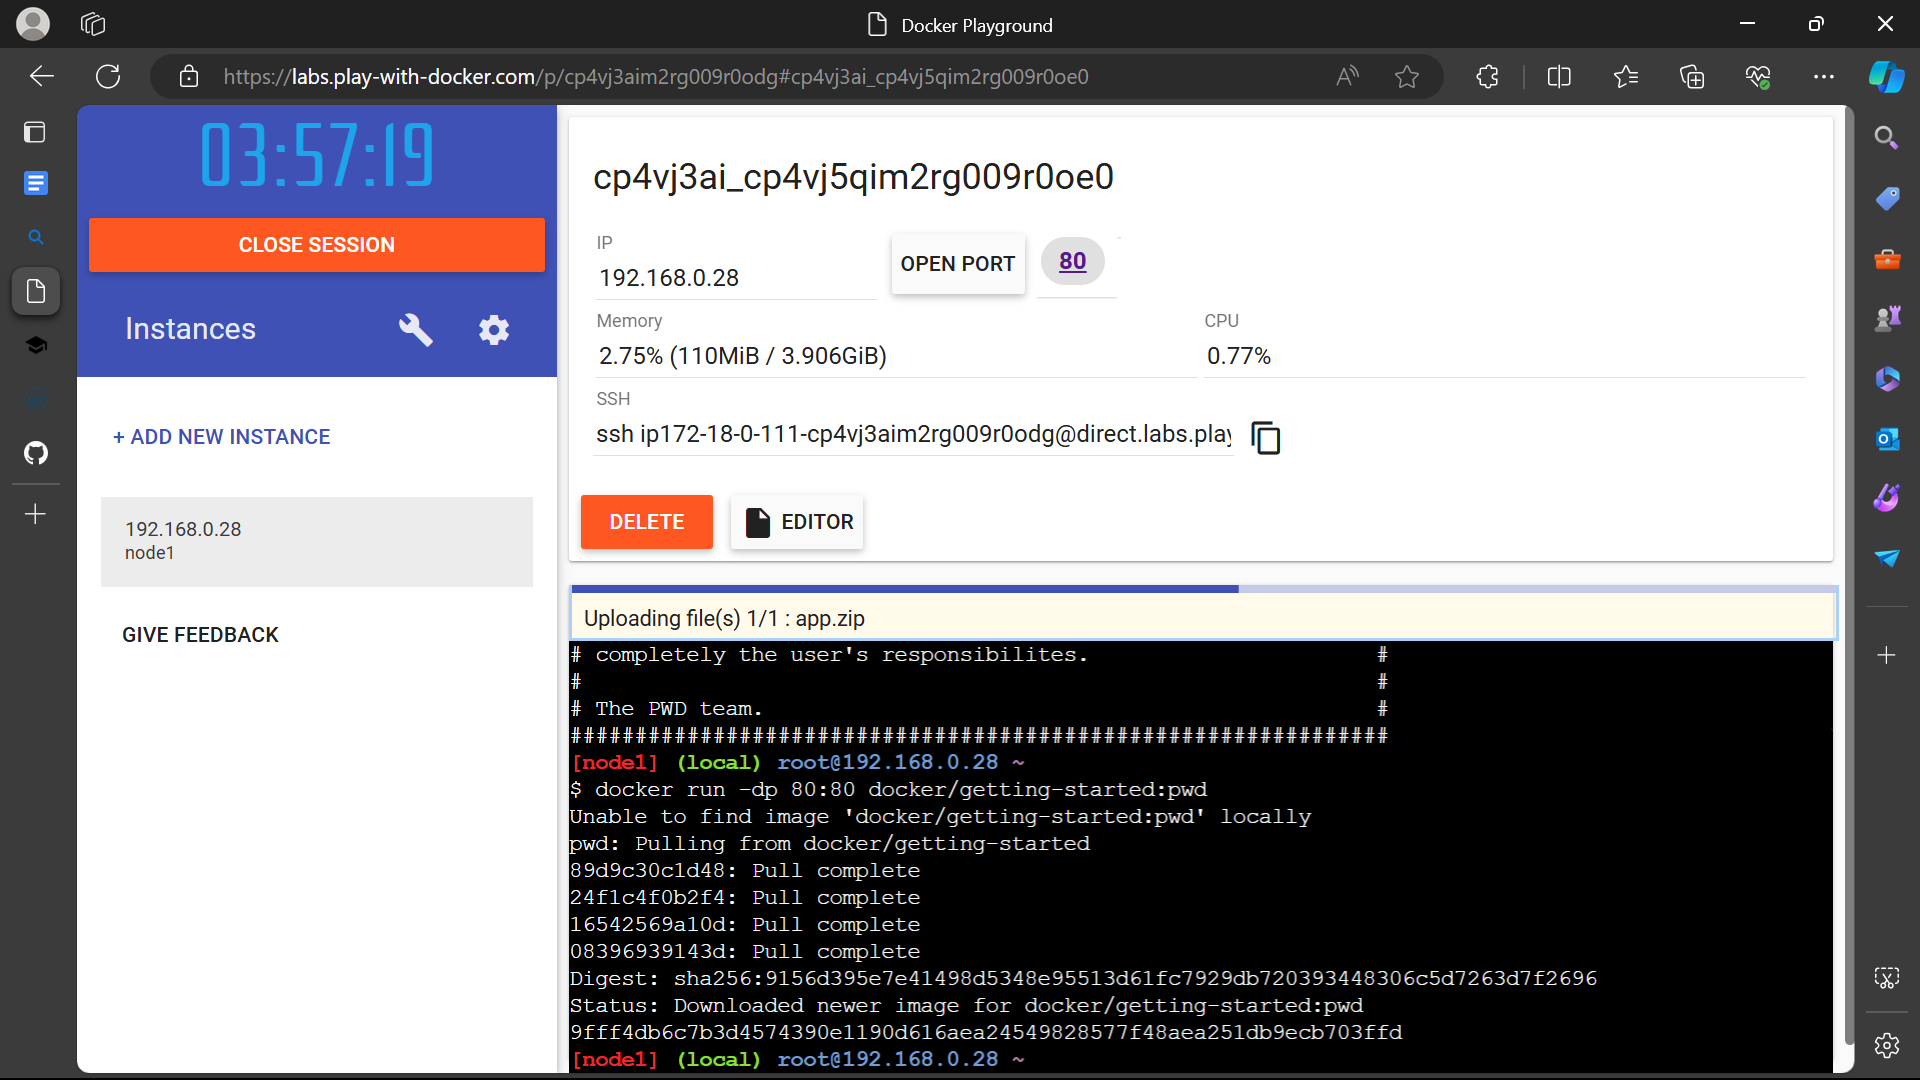 Docker Playground
https://labs.play-with-docker.com/p/cp4vj3aim2rg009r0odg#cp4vj3ai_cp4vj5qim2rg009r0oe0
03:57:19
CLOSE SESSION
Instances
+ ADD NEW INSTANCE
192.168.0.28
node1
GIVE FEEDBACK
cp4vj3ai_cp4vj5qim2rg009r0oe0
IP
192.168.0.28
OPEN PORT
80
Memory
2.75% (110MiB / 3.906GiB)
CPU
0.77%
SSH
ssh ip172-18-0-111-cp4vj3aim2rg009r0odg@direct.labs.play
DELETE
EDITOR
Uploading file(s) 1/1 : app.zip
# completely the user's responsibilites. #
# #
# The PWD team. #
###############################################################
[node1] (local) root@192.168.0.28 ~
$ docker run -dp 80:80 docker/getting-started:pwd
Unable to find image 'docker/getting-started:pwd' locally
pwd: Pulling from docker/getting-started
89d9c30c1d48: Pull complete
24f1c4f0b2f4: Pull complete
16542569a10d: Pull complete
08396939143d: Pull complete
Digest: sha256:9156d395e7e41498d5348e95513d61fc7929db720393448306c5d7263d7f2696
Status: Downloaded newer image for docker/getting-started:pwd
9fff4db6c7b3d4574390e1190d616aea24549828577f48aea251db9ecb703ffd
[node1] (local) root@192.168.0.28 ~